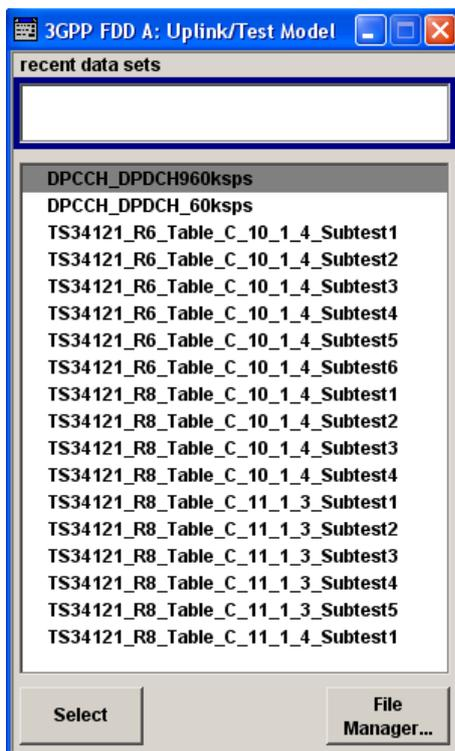 3GPP FDD A: Uplink/Test Model
recent data sets
DPCCH_DPDCH960ksps
DPCCH_DPDCH_60ksps
TS34121_R6_Table_C_10_1_4_Subtest1
TS34121_R6_Table_C_10_1_4_Subtest2
TS34121_R6_Table_C_10_1_4_Subtest3
TS34121_R6_Table_C_10_1_4_Subtest4
TS34121_R6_Table_C_10_1_4_Subtest5
TS34121_R6_Table_C_10_1_4_Subtest6
TS34121_R8_Table_C_10_1_4_Subtest1
TS34121_R8_Table_C_10_1_4_Subtest2
TS34121_R8_Table_C_10_1_4_Subtest3
TS34121_R8_Table_C_10_1_4_Subtest4
TS34121_R8_Table_C_11_1_3_Subtest1
TS34121_R8_Table_C_11_1_3_Subtest2
TS34121_R8_Table_C_11_1_3_Subtest3
TS34121_R8_Table_C_11_1_3_Subtest4
TS34121_R8_Table_C_11_1_3_Subtest5
TS34121_R8_Table_C_11_1_4_Subtest1
Select
File
Manager...